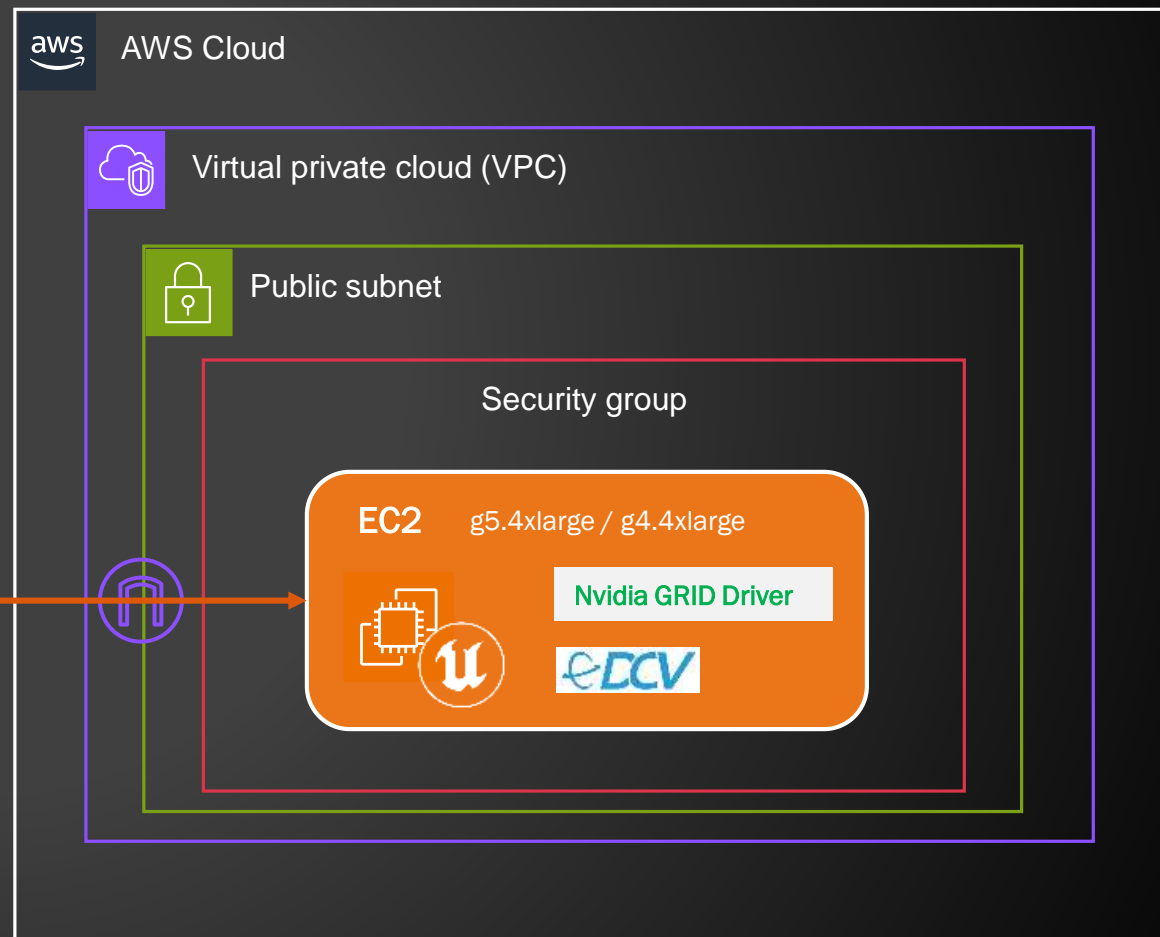 aws
AWS Cloud
Virtual private cloud (VPC)
Public subnet
Security group
EC2 g5.4xlarge / g4.4xlarge
Nvidia GRID Driver
DCV